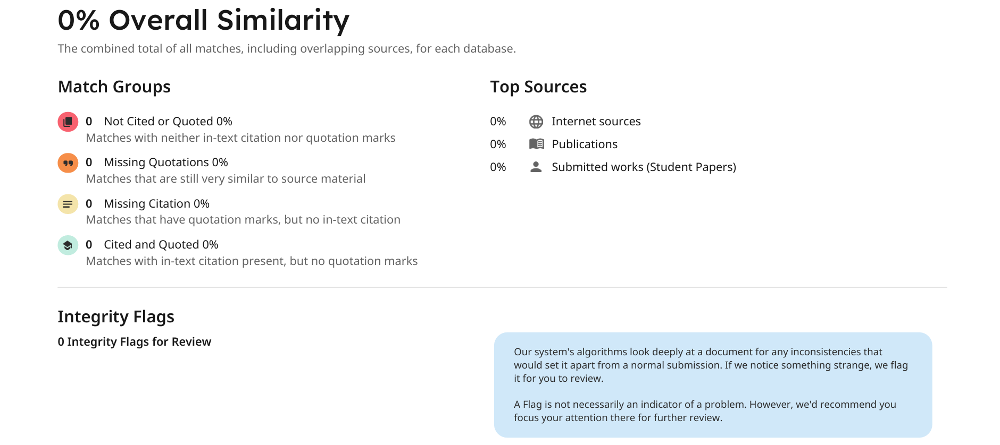 0% Overall Similarity
The combined total of all matches, including overlapping sources, for each database.
Match Groups
0 Not Cited or Quoted 0%
Matches with neither in-text citation nor quotation marks
0 Missing Quotations 0%
Matches that are still very similar to source material
0 Missing Citation 0%
Matches that have quotation marks, but no in-text citation
0 Cited and Quoted 0%
Matches with in-text citation present, but no quotation marks
Top Sources
0% Internet sources
0% Publications
0% Submitted works (Student Papers)
Integrity Flags
0 Integrity Flags for Review
Our system's algorithms look deeply at a document for any inconsistencies that
would set it apart from a normal submission. If we notice something strange, we flag
it for you to review.
A Flag is not necessarily an indicator of a problem. However, we'd recommend you
focus your attention there for further review.